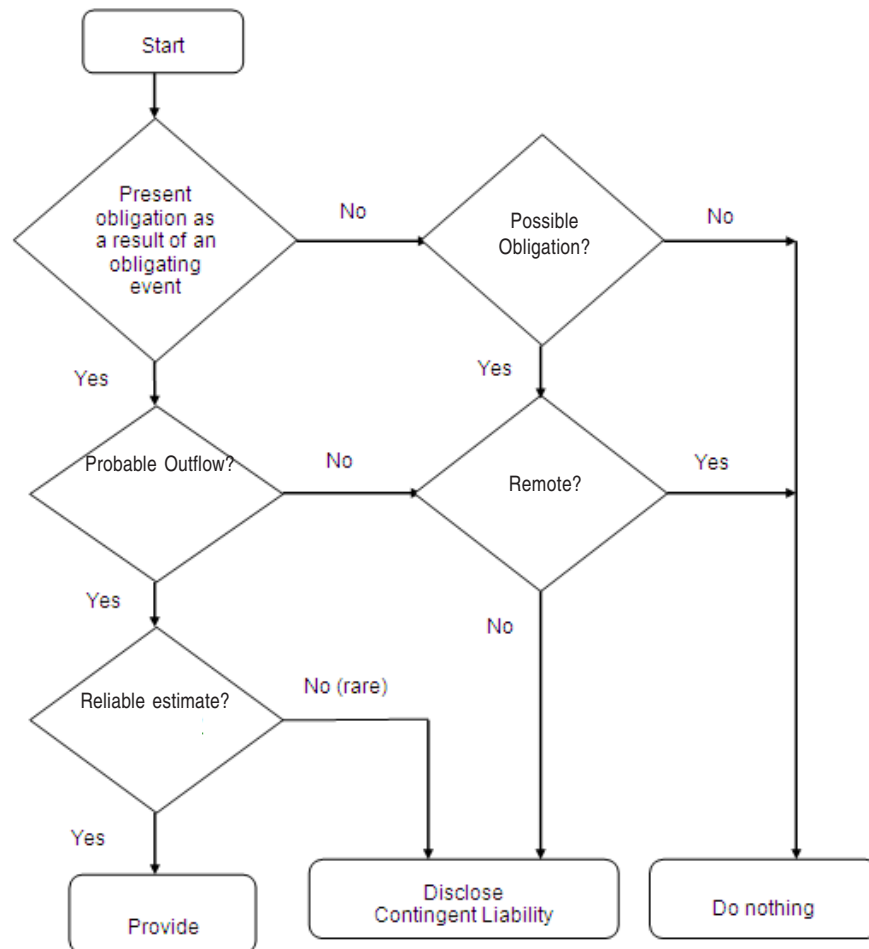 Start
Present
obligation as
a result of an
obligating
event
No
Possible
Obligation?
No
Yes
Yes
Probable Outflow?
No
Remote?
Yes
Yes
No
Reliable estimate?
No (rare)
Yes
Provide
Disclose
Contingent Liability
Do nothing